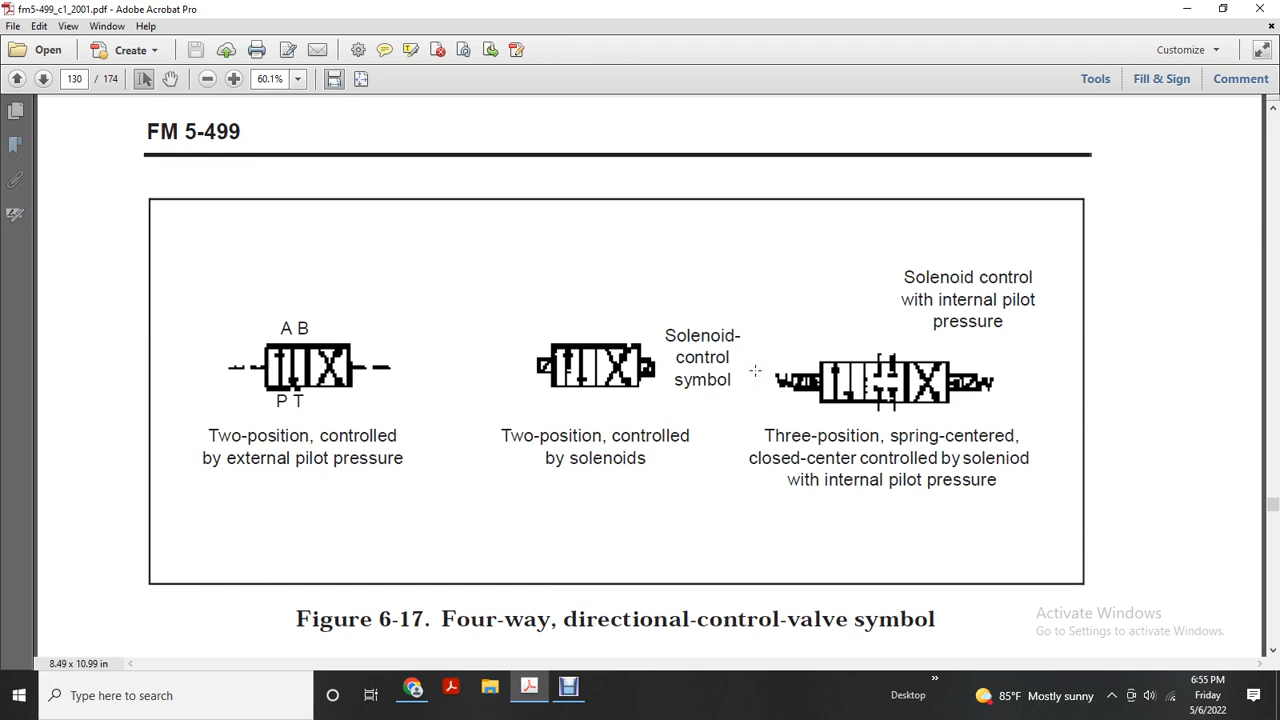 fm5-499_c1_2001.pdf - Adobe Acrobat Pro
File Edit View Window Help
Open Create Customize
130 / 174 60.1% Tools Fill & Sign Comment
FM 5-499
Solenoid control
with internal pilot
pressure
A B
P T
Two-position, controlled
by external pilot pressure
Solenoid-
control
symbol
Two-position, controlled
by solenoids
Three-position, spring-centered,
closed-center controlled by soleniod
with internal pilot pressure
Figure 6-17. Four-way, directional-control-valve symbol
Activate Windows
Go to Settings to activate Windows.
8.49 x 10.99 in
Type here to search
Desktop
85°F Mostly sunny
6:55 PM
Friday
5/6/2022